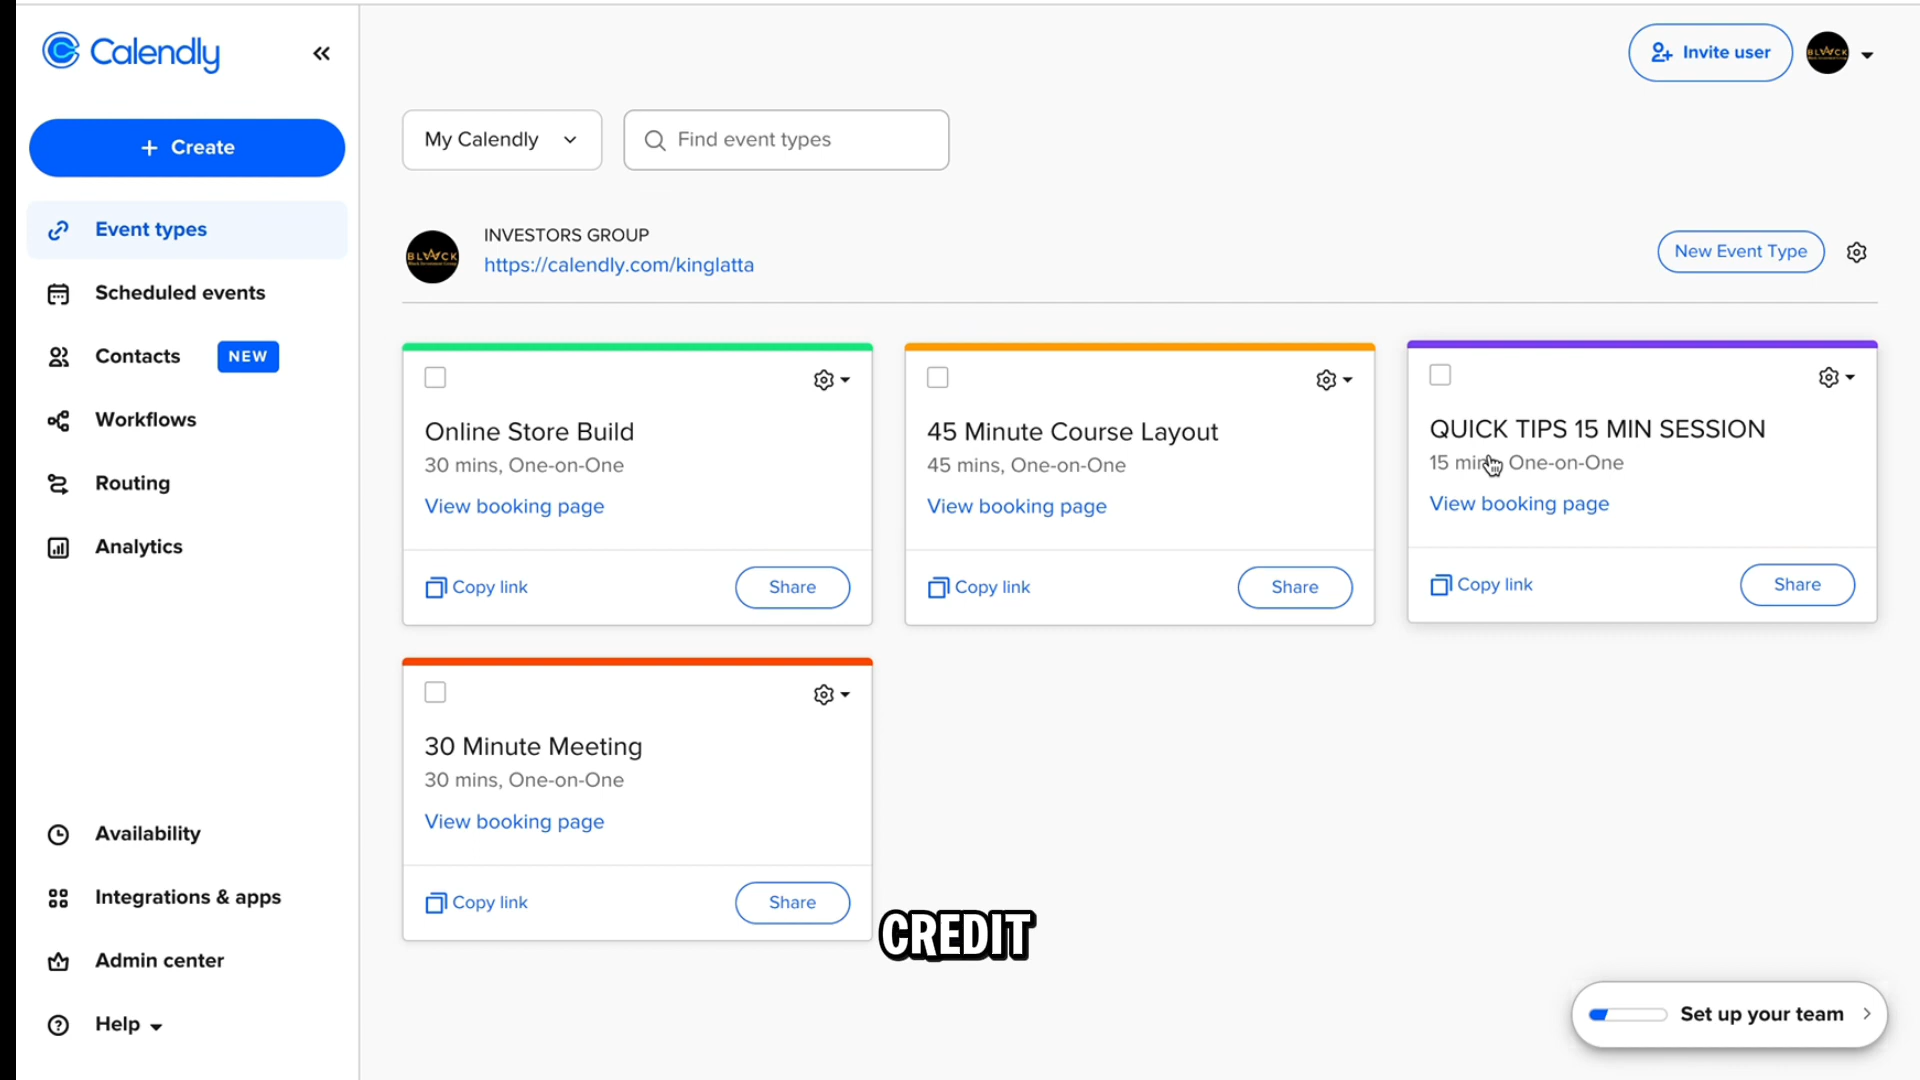 Calendly
Invite user
BLVCK
+ Create
My Calendly
Find event types
Event types
INVESTORS GROUP
https://calendly.com/kinglatta
BLVCK
New Event Type
Scheduled events
Contacts NEW
Workflows
Routing
Analytics
Online Store Build
30 mins, One-on-One
View booking page
Copy link
Share
45 Minute Course Layout
45 mins, One-on-One
View booking page
Copy link
Share
QUICK TIPS 15 MIN SESSION
15 mins, One-on-One
View booking page
Copy link
Share
30 Minute Meeting
30 mins, One-on-One
View booking page
Copy link
Share
CREDIT
Availability
Integrations & apps
Admin center
Help
Set up your team